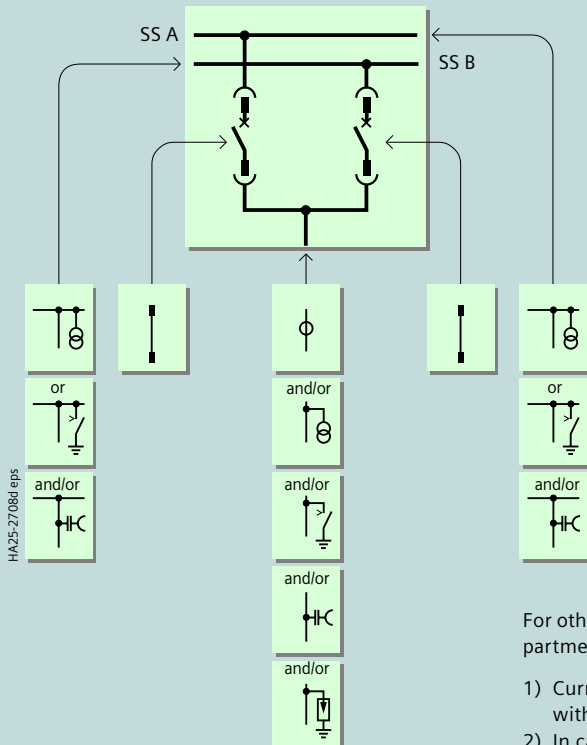 SS A
SS B
or
and/or
and/or
and/or
and/or
and/or
or
and/or
HA25-2708d eps
For oth
partme
1) Curr
with
2) In ca